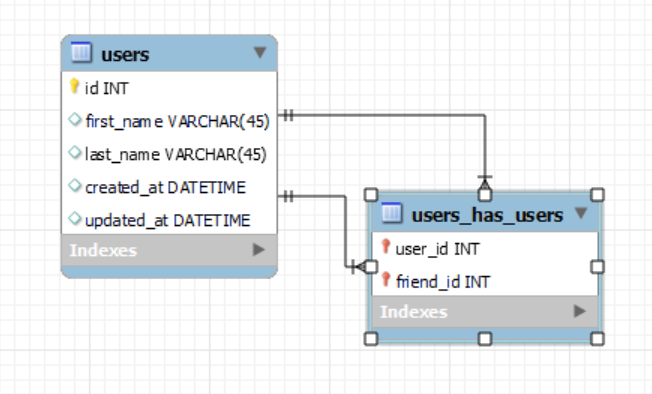 users
id INT
first_name VARCHAR(45)
last_name VARCHAR(45)
created_at DATETIME
updated_at DATETIME
Indexes
users_has_users
user_id INT
friend_id INT
Indexes